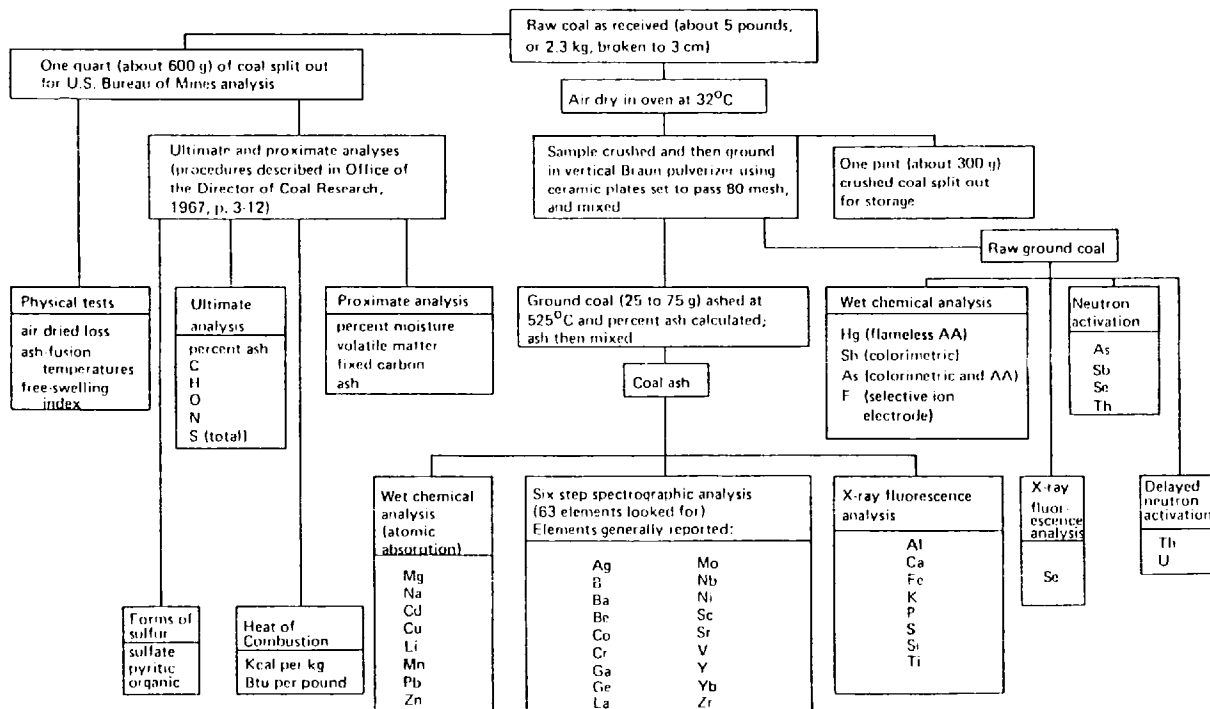 Raw coal as received (about 5 pounds,
or 2.3 kg, broken to 3 cm)
One quart (about 600 g) of coal split out
for U.S. Bureau of Mines analysis
Air dry in oven at 32°C
Ultimate and proximate analyses
(procedures described in Office of
the Director of Coal Research,
1967, p. 3-12)
Sample crushed and then ground
in vertical Braun pulverizer using
ceramic plates set to pass 80 mesh,
and mixed
One pint (about 300 g)
crushed coal split out
for storage
Raw ground coal
Physical tests
air dried loss
ash-fusion
temperatures
free-swelling
index
Ultimate
analysis
percent ash
C
H
O
N
S (total)
Proximate analysis
percent moisture
volatile matter
fixed carbon
ash
Ground coal (25 to 75 g) ashed at
525°C and percent ash calculated;
ash then mixed
Coal ash
Wet chemical analysis
Hg (flameless AA)
Sb (colorimetric)
As (colorimetric and AA)
F (selective ion
electrode)
Neutron
activation
As
Sb
Se
Th
Forms of
sulfur
sulfate
pyritic
organic
Heat of
Combustion
Kcal per kg
Btu per pound
Wet chemical
analysis
(atomic
absorption)
Mg
Na
Cd
Cu
Li
Mn
Pb
Zn
Six step spectrographic analysis
(63 elements looked for)
Elements generally reported:
Ag
B
Ba
Be
Co
Cr
Ga
Ge
La
Mo
Nb
Ni
Sc
Sr
V
Y
Yb
Zr
X-ray fluorescence
analysis
Al
Ca
Fe
K
P
S
Si
Ti
X-ray
fluor-
escence
analysis
Se
Delayed
neutron
activation
Th
U